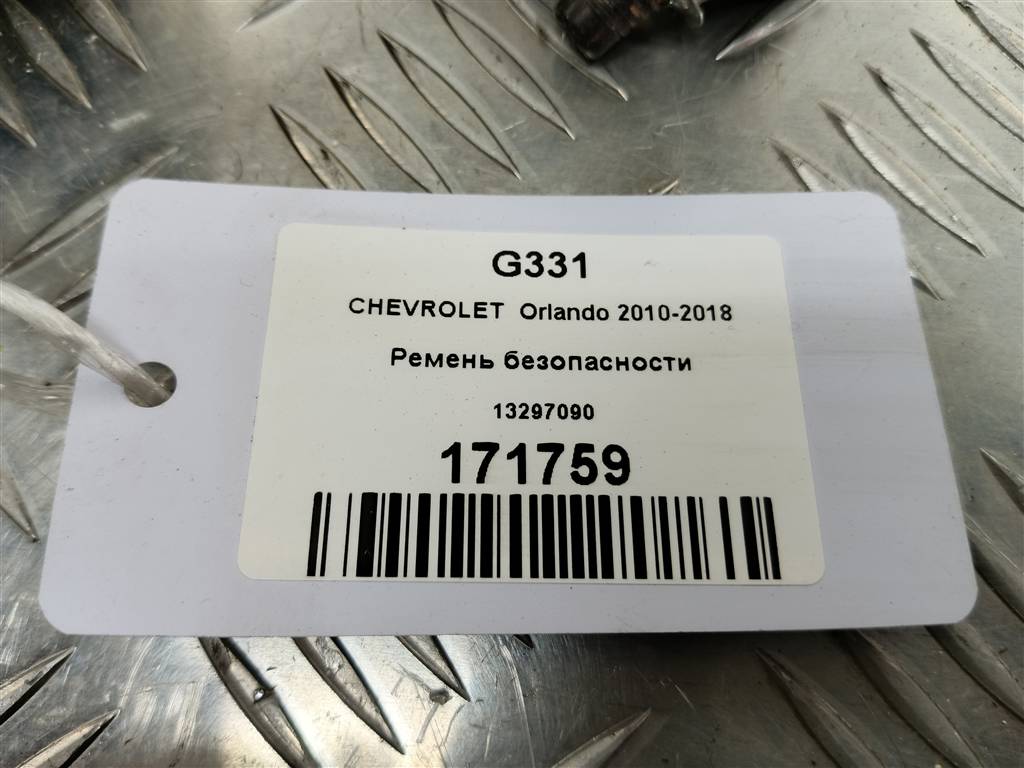 G331
CHEVROLET Orlando 2010-2018
Ремень безопасности
13297090
171759